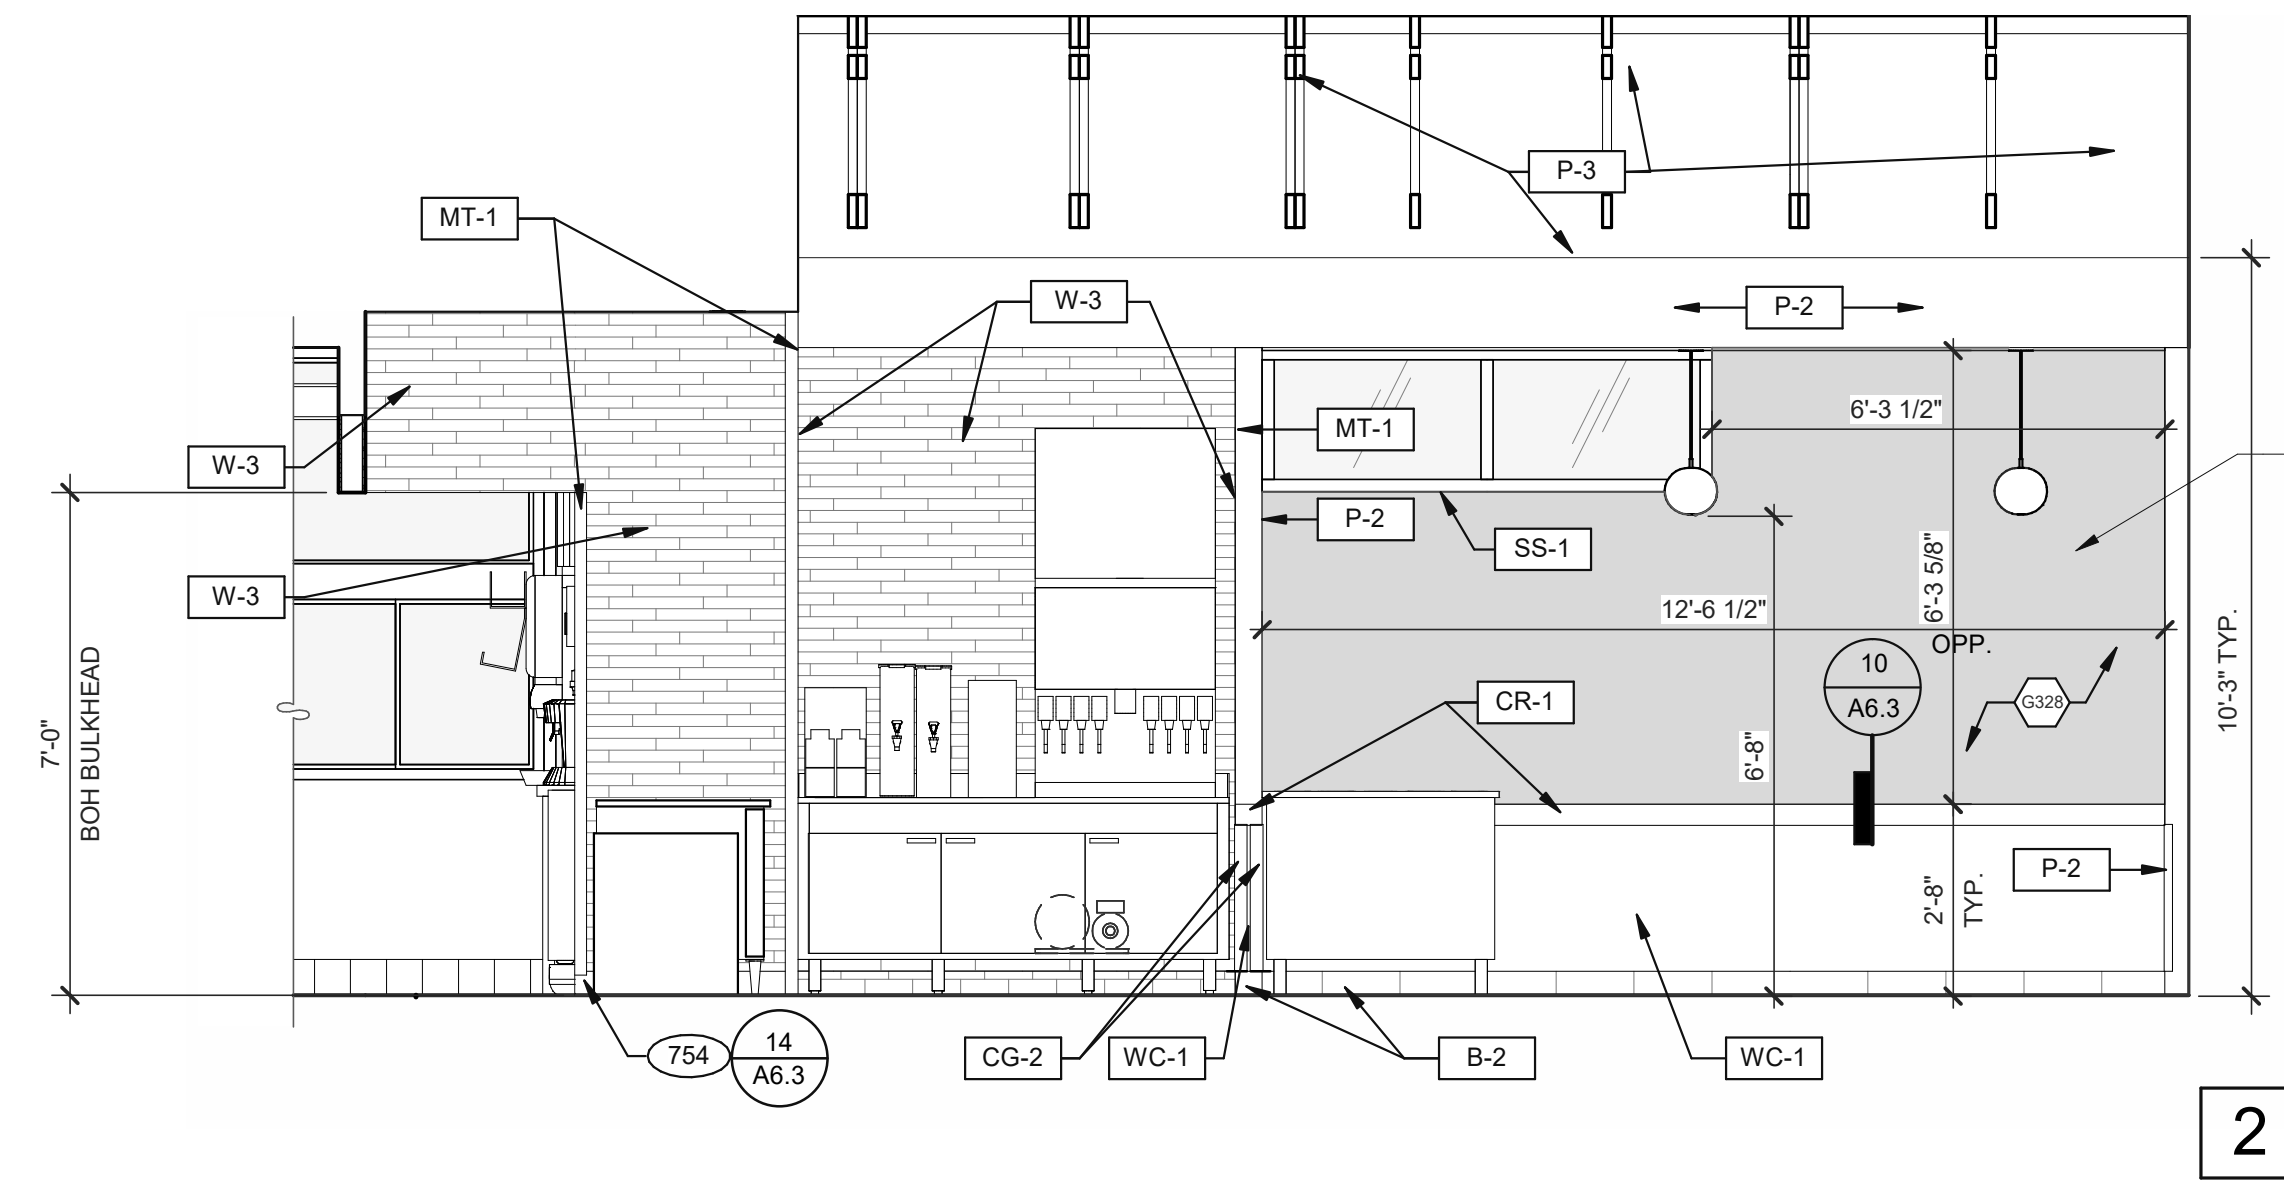 P-3
MT-1
W-3
P-2
6'-3 1/2"
MT-1
W-3
P-2
SS-1
6'-3 5/8"
OPP.
W-3
12'-6 1/2"
10'-3" TYP.
10
A6.3
G328
CR-1
7'-0"
BOH BULKHEAD
6'-8"
P-2
2'-8"
TYP.
754
14
A6.3
CG-2
WC-1
B-2
WC-1
2